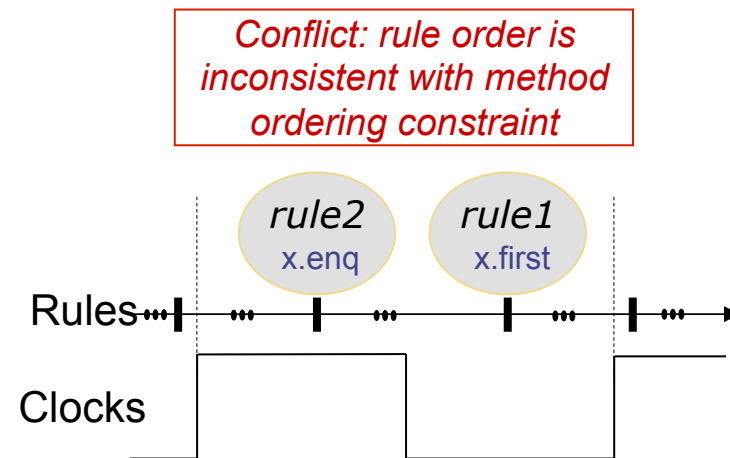 Conflict: rule order is
inconsistent with method
ordering constraint
rule2
x.enq
rule1
x.first
Rules
Clocks